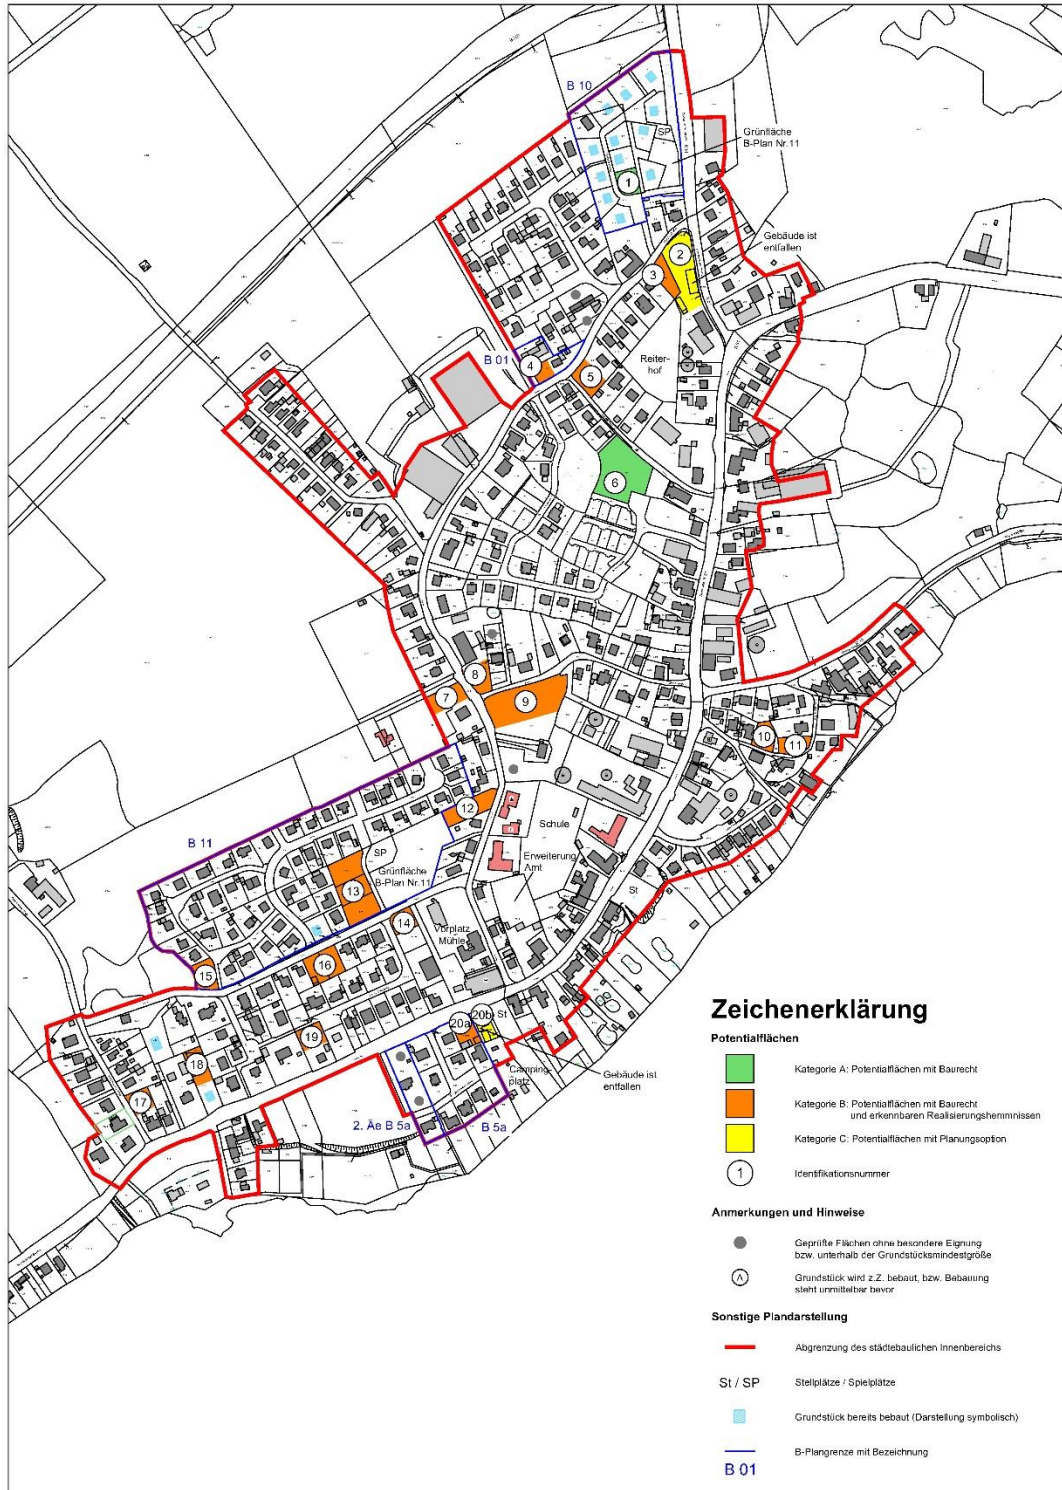 B 10
SP
Grünfläche
B-Plan Nr.11
1
Gebäude ist
entfallen
2
3
Reiter-
hof
B 01
4
5
6
7
8
9
10
11
12
B 11
SP
Grünfläche
B-Plan Nr.11
Schule
Erweiterung
Amt
St
13
14
Vorplatz
Mühle
15
16
20a
20b
St
19
18
17
Camping-
platz
Gebäude ist
entfallen
2. Äe B 5a
B 5a
Zeichenerklärung
Potentialflächen
Kategorie A: Potentialflächen mit Baurecht
Kategorie B: Potentialflächen mit Baurecht
und erkennbaren Realisierungshemmnissen
Kategorie C: Potentialflächen mit Planungsoption
1
Identifikationsnummer
Anmerkungen und Hinweise
Geprüfte Flächen ohne besondere Eignung
bzw. unterhalb der Grundstücksmindestgröße
A
Grundstück wird z.Z. bebaut, bzw. Bebauung
steht unmittelbar bevor
Sonstige Plandarstellung
Abgrenzung des städtebaulichen Innenbereichs
St / SP
Stellplätze / Spielplätze
Grundstück bereits bebaut (Darstellung symbolisch)
B-Plangrenze mit Bezeichnung
B 01